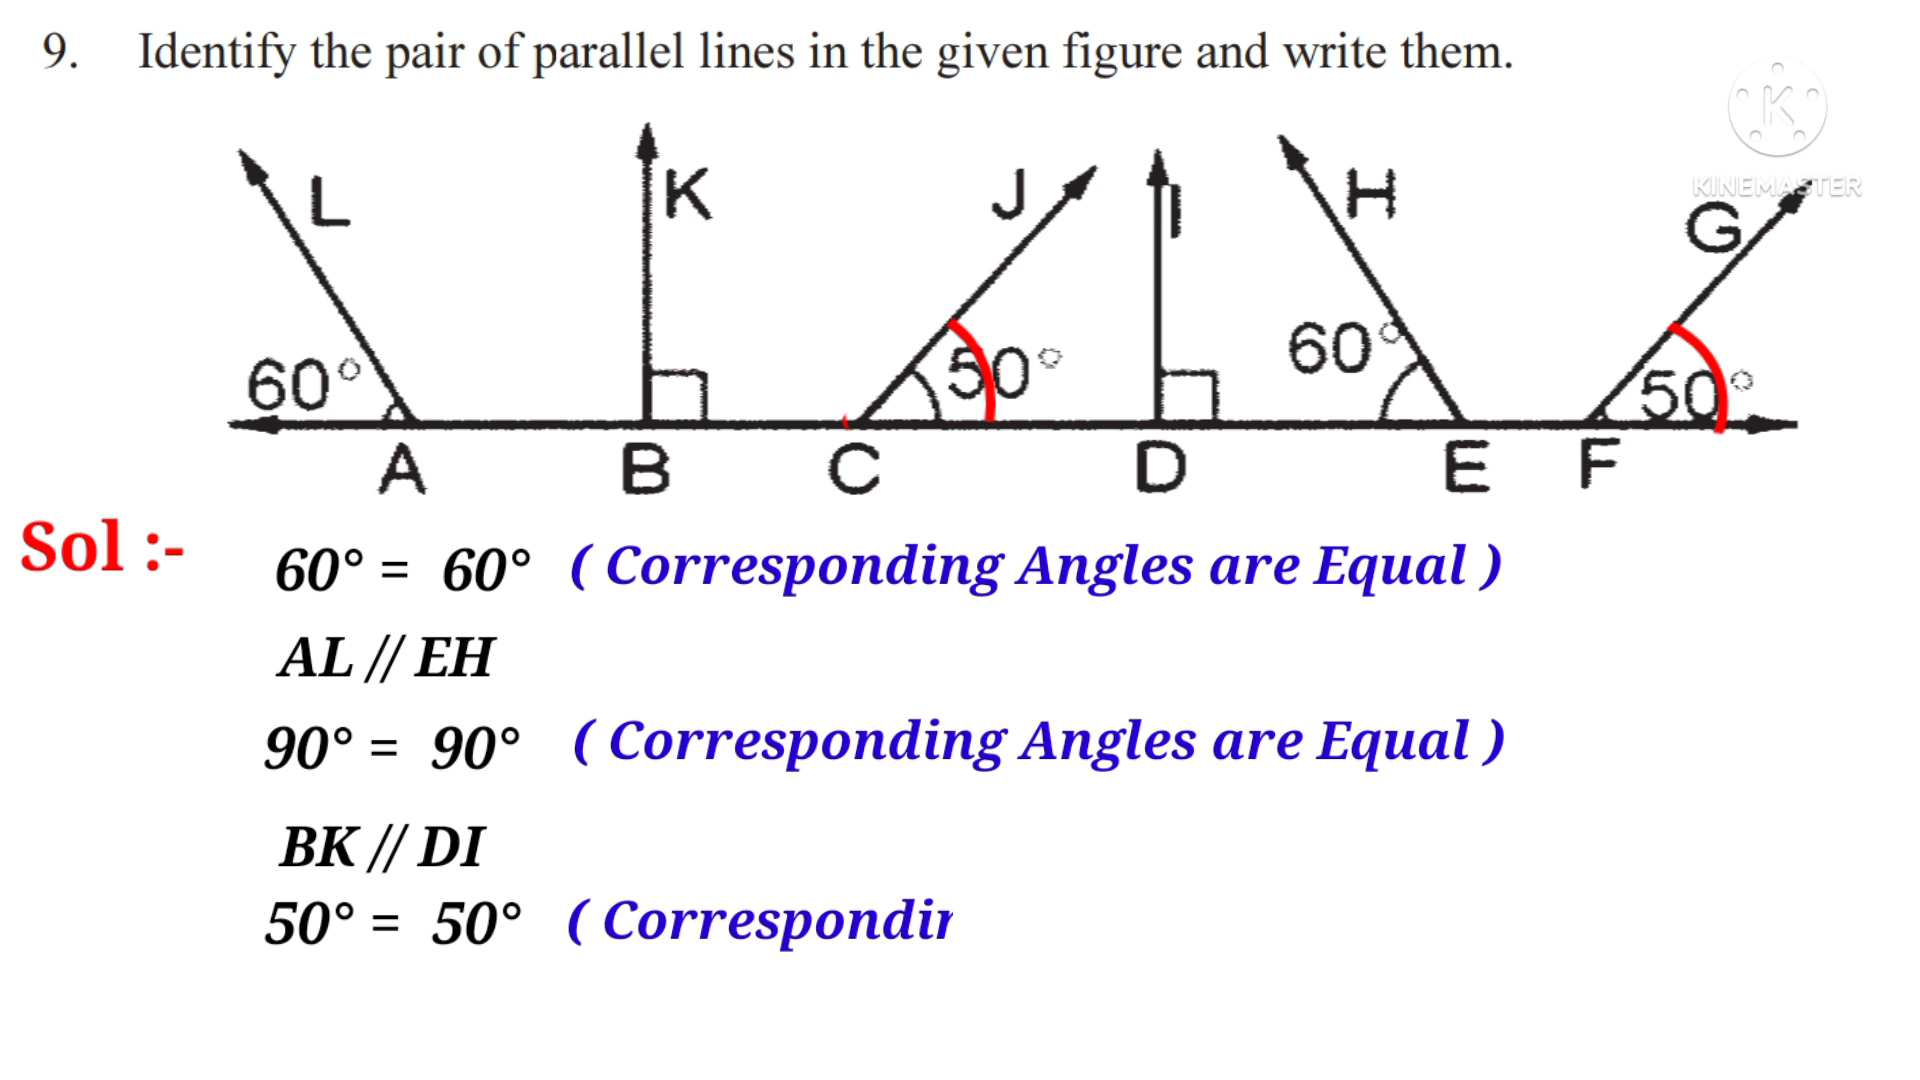 9. Identify the pair of parallel lines in the given figure and write them.
K
KINEMASTER
L K J I H G
60° 50° 60° 50°
A B C D E F
Sol :-
60° = 60° ( Corresponding Angles are Equal )
AL // EH
90° = 90° ( Corresponding Angles are Equal )
BK // DI
50° = 50° ( Correspondin